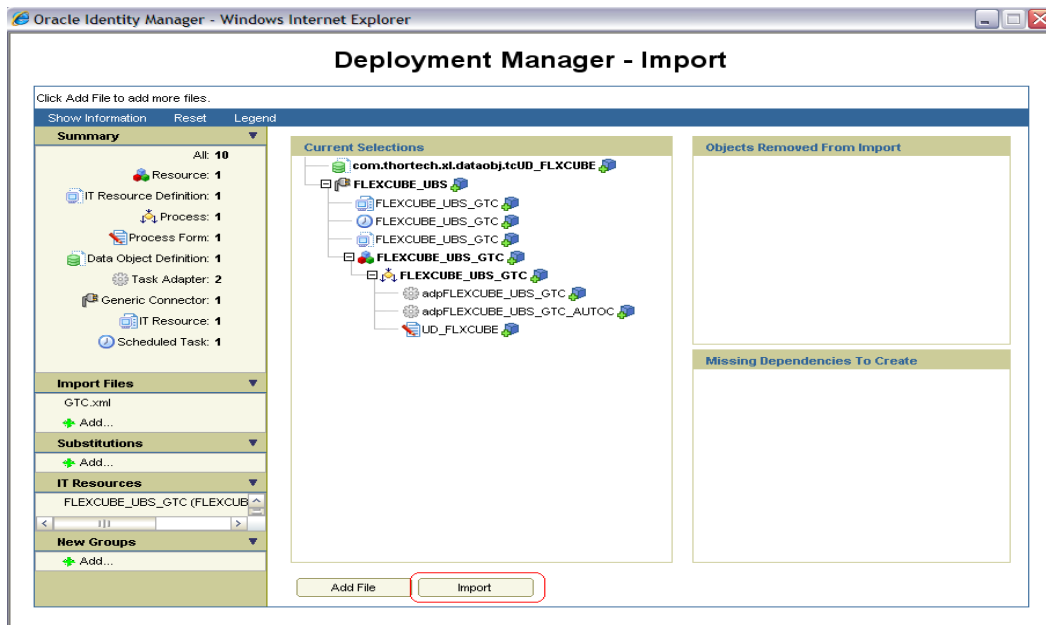 Oracle Identity Manager - Windows Internet Explorer
Deployment Manager - Import
Click Add File to add more files.
Show Information Reset Legend
Summary
All: 10
Resource: 1
IT Resource Definition: 1
Process: 1
Process Form: 1
Data Object Definition: 1
Task Adapter: 2
Generic Connector: 1
IT Resource: 1
Scheduled Task: 1
Import Files
GTC.xml
Add...
Substitutions
Add...
IT Resources
FLEXCUBE_UBS_GTC (FLEXCUB
New Groups
Add...
Current Selections
com.thortech.xl.dataobj.tcUD_FLXCUBE
FLEXCUBE_UBS
FLEXCUBE_UBS_GTC
FLEXCUBE_UBS_GTC
FLEXCUBE_UBS_GTC
FLEXCUBE_UBS_GTC
FLEXCUBE_UBS_GTC
adpFLEXCUBE_UBS_GTC
adpFLEXCUBE_UBS_GTC_AUTOC
UD_FLXCUBE
Objects Removed From Import
Missing Dependencies To Create
Add File Import